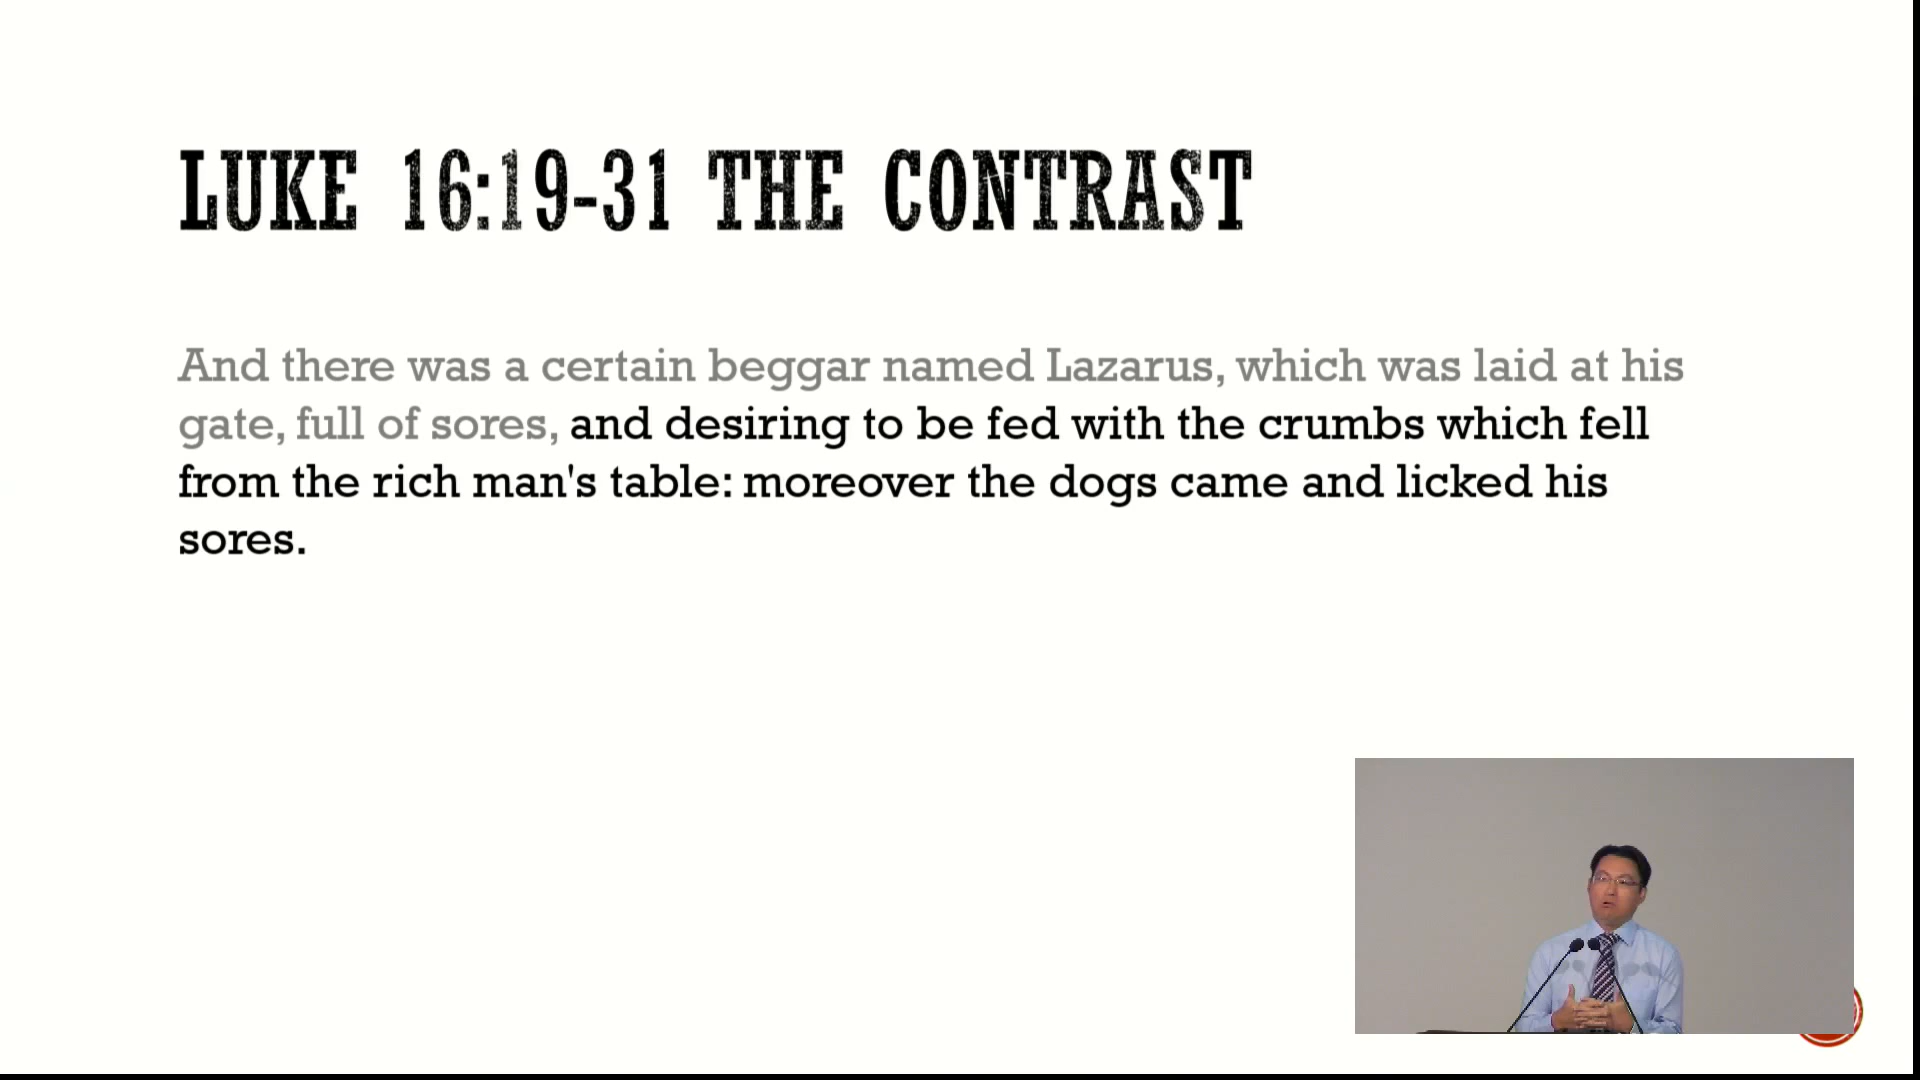 LUKE 16:19-31 THE CONTRAST
And there was a certain beggar named Lazarus, which was laid at his
gate, full of sores, and desiring to be fed with the crumbs which fell
from the rich man's table: moreover the dogs came and licked his
sores.